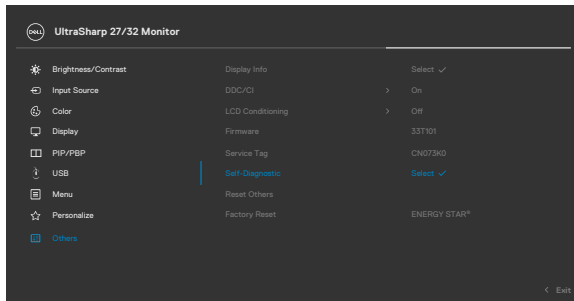 DELL
UltraSharp 27/32 Monitor
Brightness/Contrast Display Info Select
Input Source DDC/CI > On
Color LCD Conditioning > Off
Display Firmware 33T101
PIP/PBP Service Tag CN073K0
USB Self-Diagnostic Select
Menu Reset Others
Personalize Factory Reset ENERGY STAR®
Others
< Exit